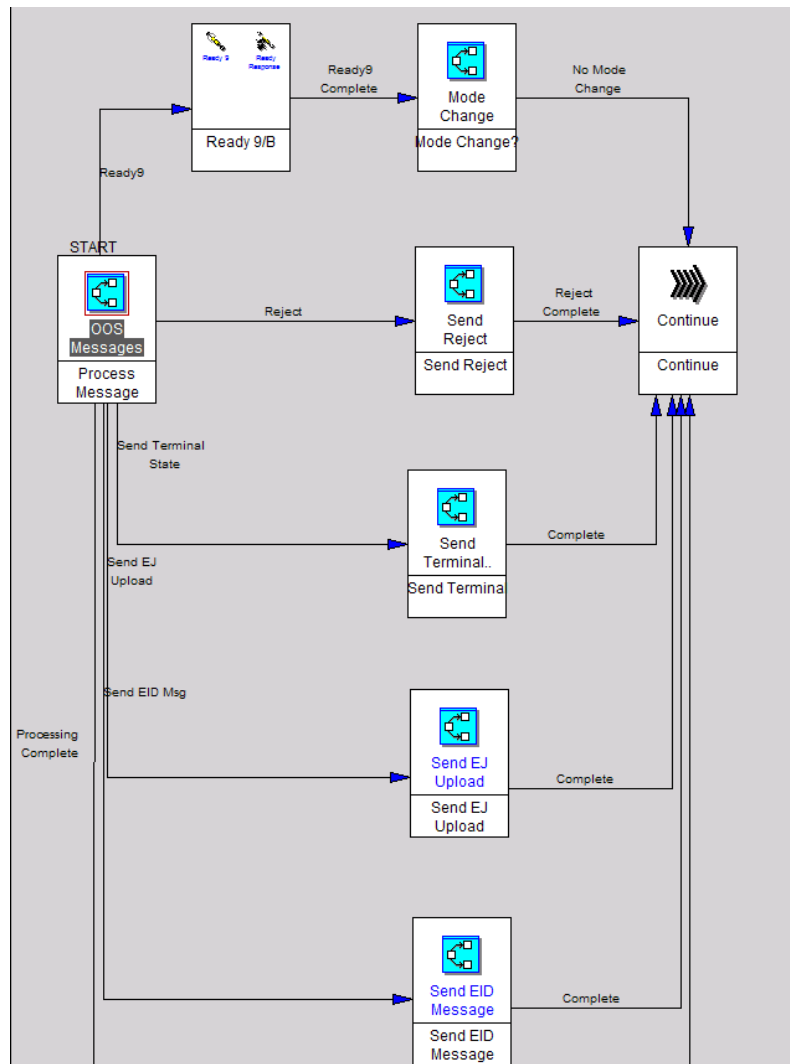 Ready 9
Ready
Response
Ready 9/B
Ready9
Complete
Mode
Change
Mode Change?
No Mode
Change
Ready9
START
OOS
Messages
Process
Message
Reject
Send
Reject
Send Reject
Reject
Complete
Continue
Continue
Send Terminal
State
Send
Terminal..
Send Terminal
Complete
Send EJ
Upload
Send EID Msg
Processing
Complete
Send EJ
Upload
Send EJ
Upload
Complete
Send EID
Message
Send EID
Message
Complete